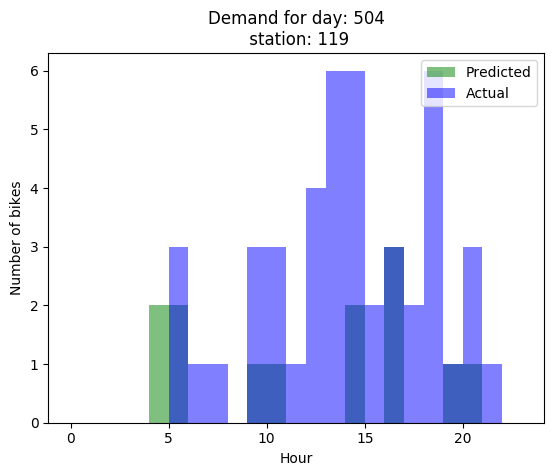 Demand for day: 504
station: 119
Predicted
Actual
Number of bikes
6
5
4
3
2
1
0
0 5 10 15 20
Hour